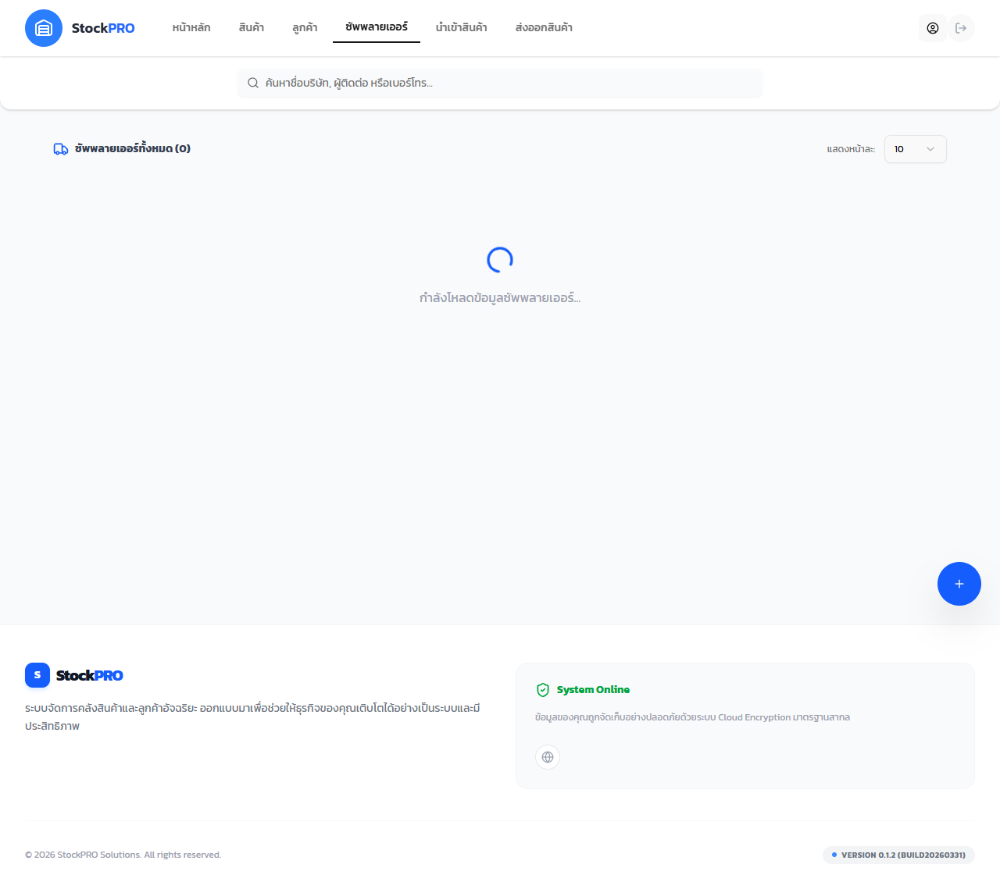 StockPRO
หน้าหลัก
สินค้า
ลูกค้า
ซัพพลายเออร์
นำเข้าสินค้า
ส่งออกสินค้า
ค้นหาชื่อบริษัท, ผู้ติดต่อ หรือเบอร์โทร...
ซัพพลายเออร์ทั้งหมด (0)
แสดงหน้าละ:
10
กำลังโหลดข้อมูลซัพพลายเออร์...
S
StockPRO
ระบบจัดการคลังสินค้าและลูกค้าอัจฉริยะ ออกแบบมาเพื่อช่วยให้ธุรกิจของคุณเติบโตได้อย่างเป็นระบบและมี
ประสิทธิภาพ
System Online
ข้อมูลของคุณถูกจัดเก็บอย่างปลอดภัยด้วยระบบ Cloud Encryption มาตรฐานสากล
© 2026 StockPRO Solutions. All rights reserved.
VERSION 0.1.2 (BUILD20260331)